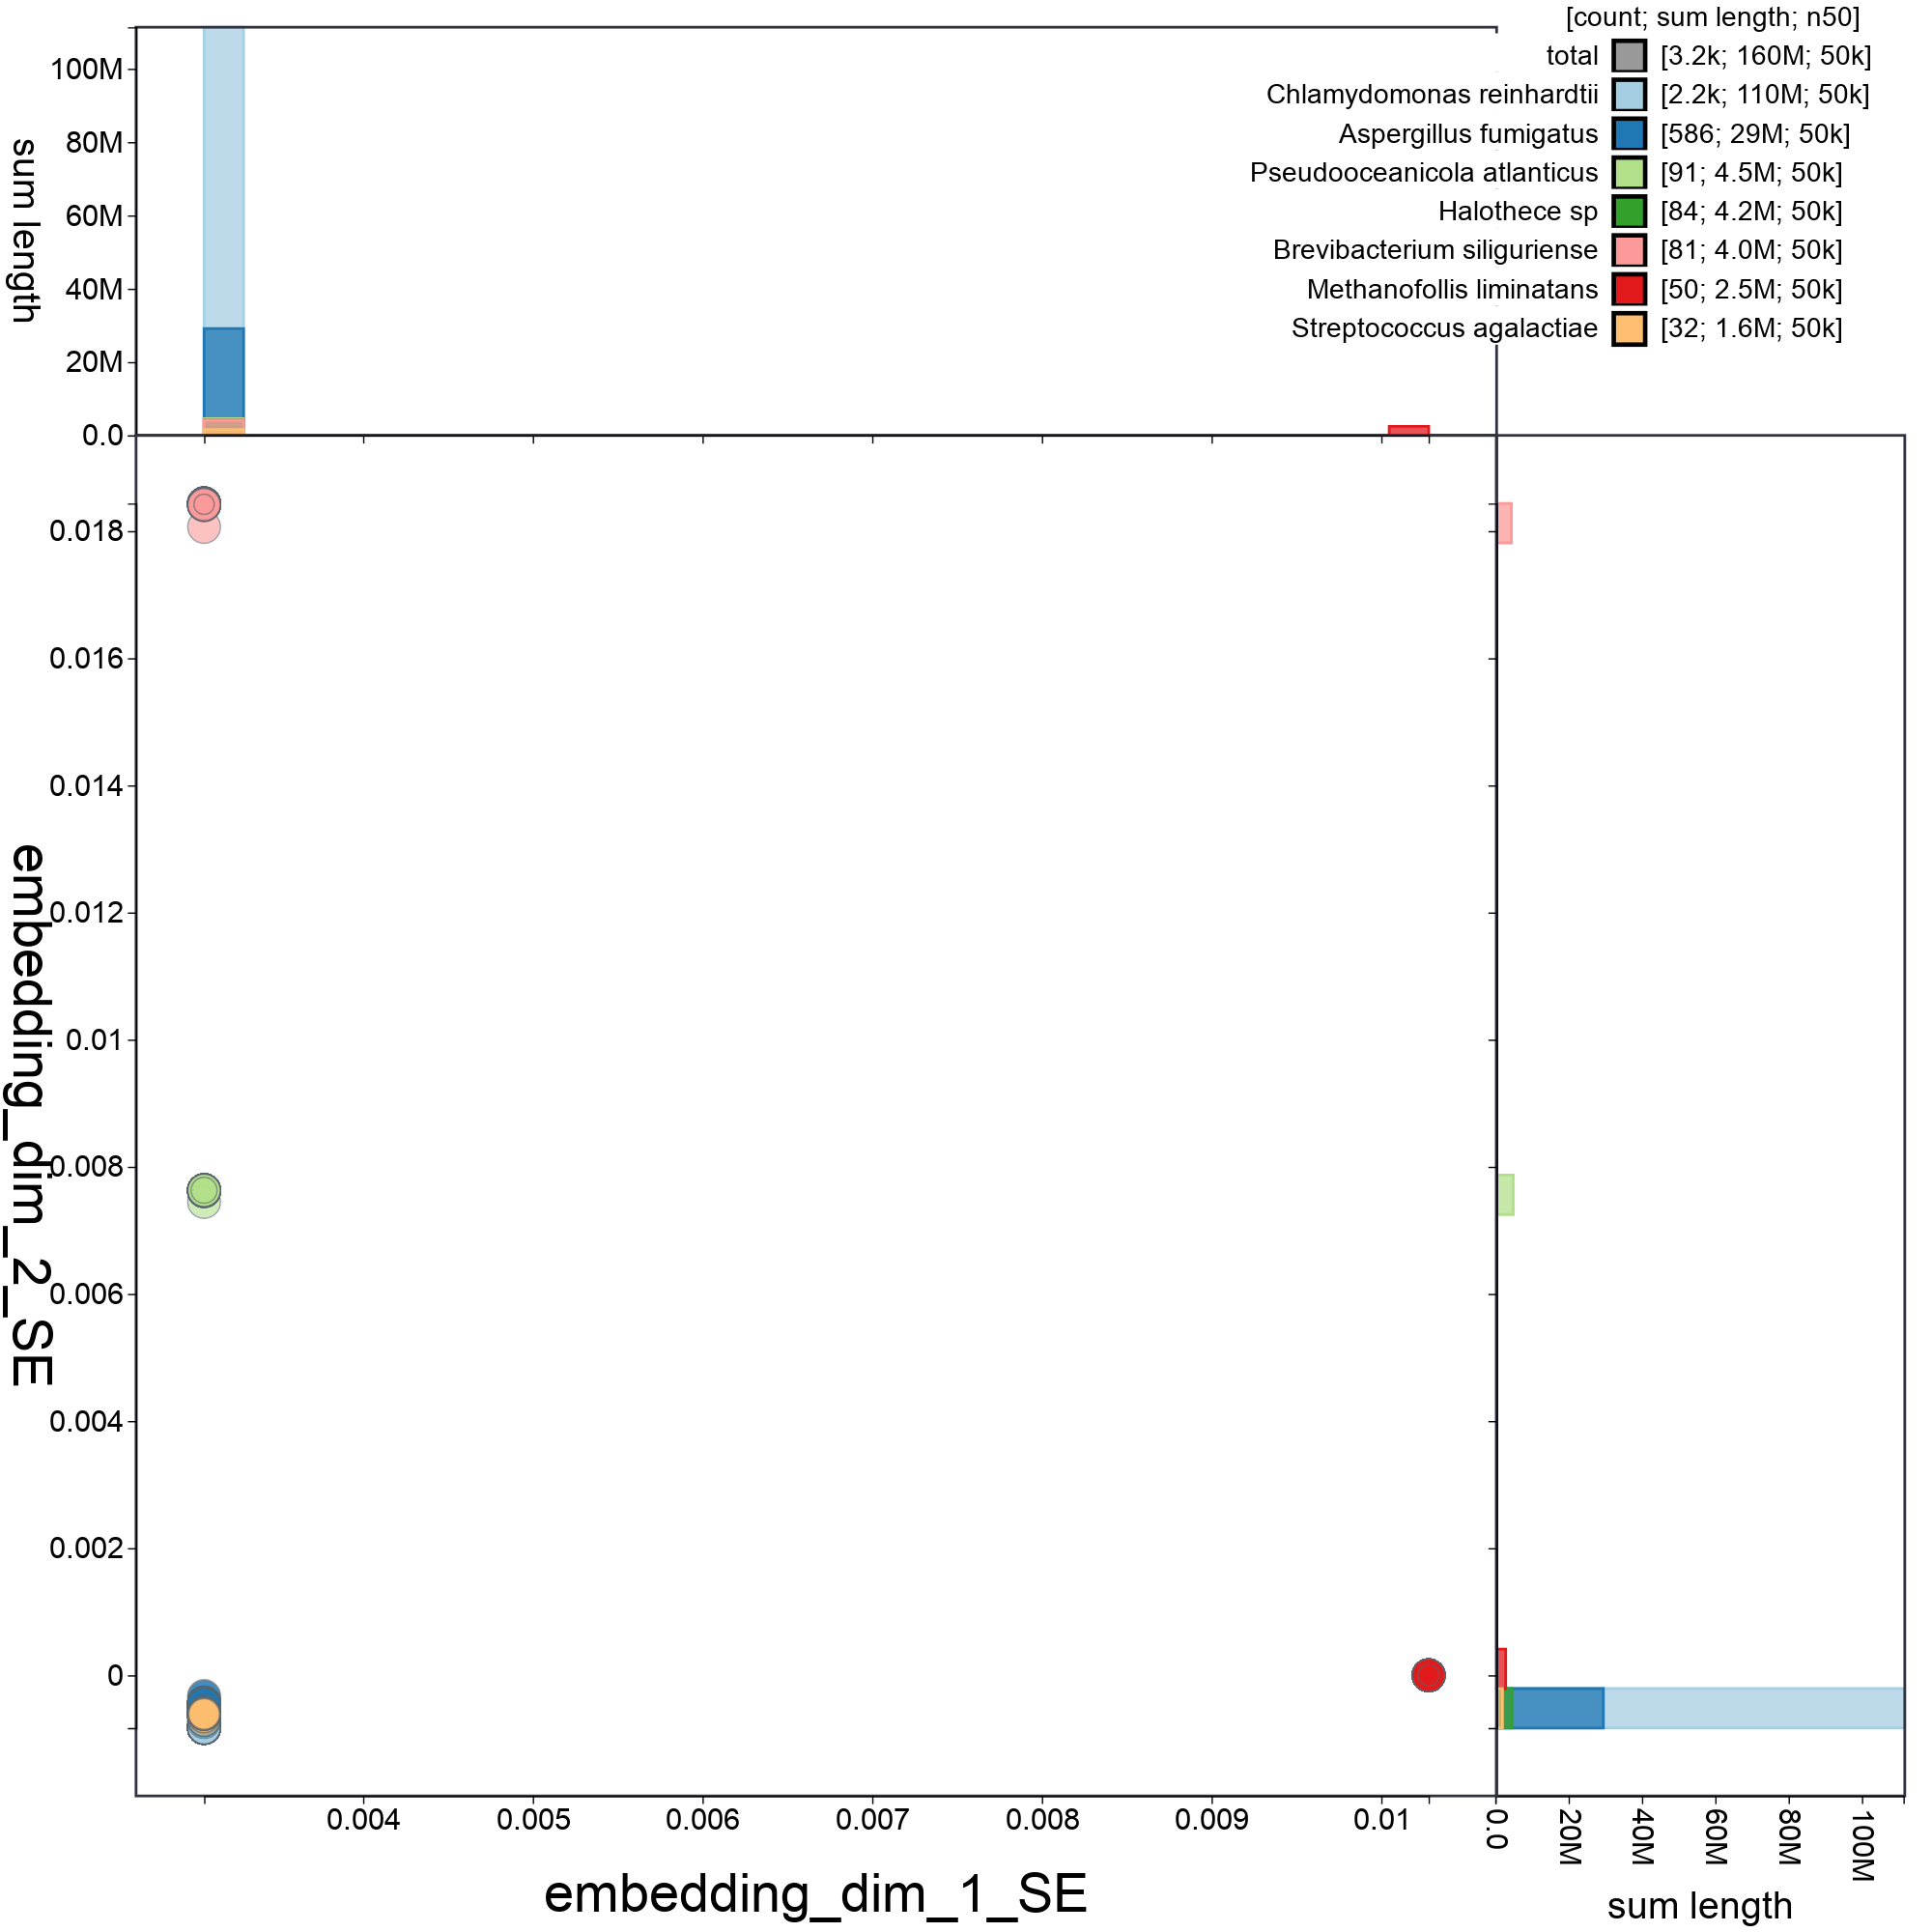 [count; sum length; n50]
total [3.2k; 160M; 50k]
Chlamydomonas reinhardtii [2.2k; 110M; 50k]
Aspergillus fumigatus [586; 29M; 50k]
Pseudooceanicola atlanticus [91; 4.5M; 50k]
Halothece sp [84; 4.2M; 50k]
Brevibacterium siliguriense [81; 4.0M; 50k]
Methanofollis liminatans [50; 2.5M; 50k]
Streptococcus agalactiae [32; 1.6M; 50k]
sum length
100M
80M
60M
40M
20M
0.0
embedding_dim_2_SE
0.018
0.016
0.014
0.012
0.01
0.008
0.006
0.004
0.002
0
0.004 0.005 0.006 0.007 0.008 0.009 0.01
embedding_dim_1_SE
0.0 20M 40M 60M 80M 100M
sum length